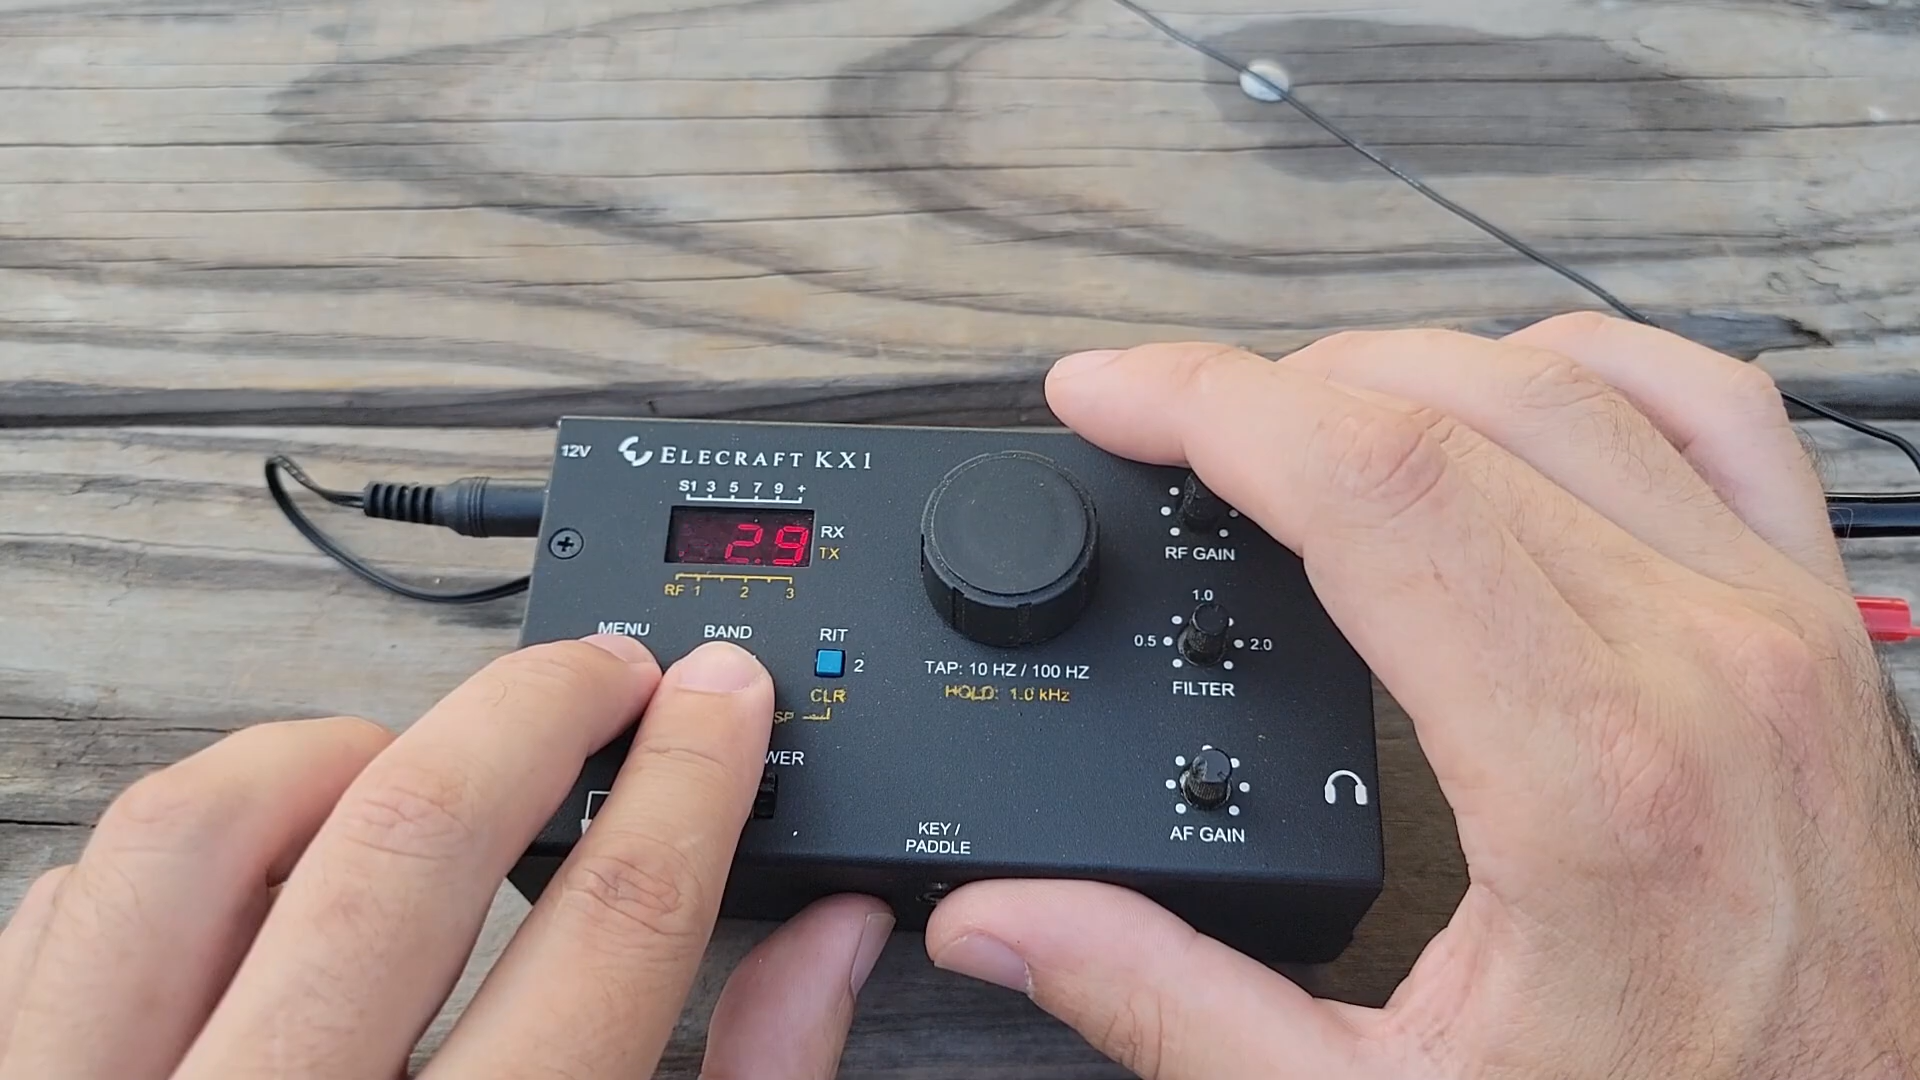 12V
ELECRAFT KX1
S1 3 5 7 9 +
2.9
RX
TX
RF 1 2 3
MENU BAND RIT
2
CLR
TAP: 10 HZ / 100 HZ
HOLD: 1.0 kHz
RF GAIN
1.0
0.5 2.0
FILTER
KEY /
PADDLE
AF GAIN